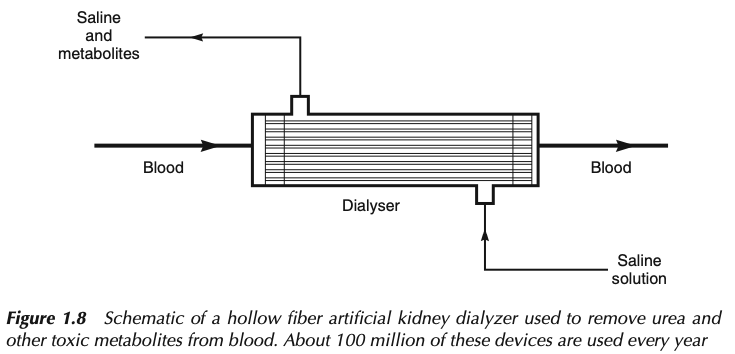 Saline
and
metabolites
Blood
Blood
Dialyser
Saline
solution
Figure 1.8 Schematic of a hollow fiber artificial kidney dialyzer used to remove urea and
other toxic metabolites from blood. About 100 million of these devices are used every year